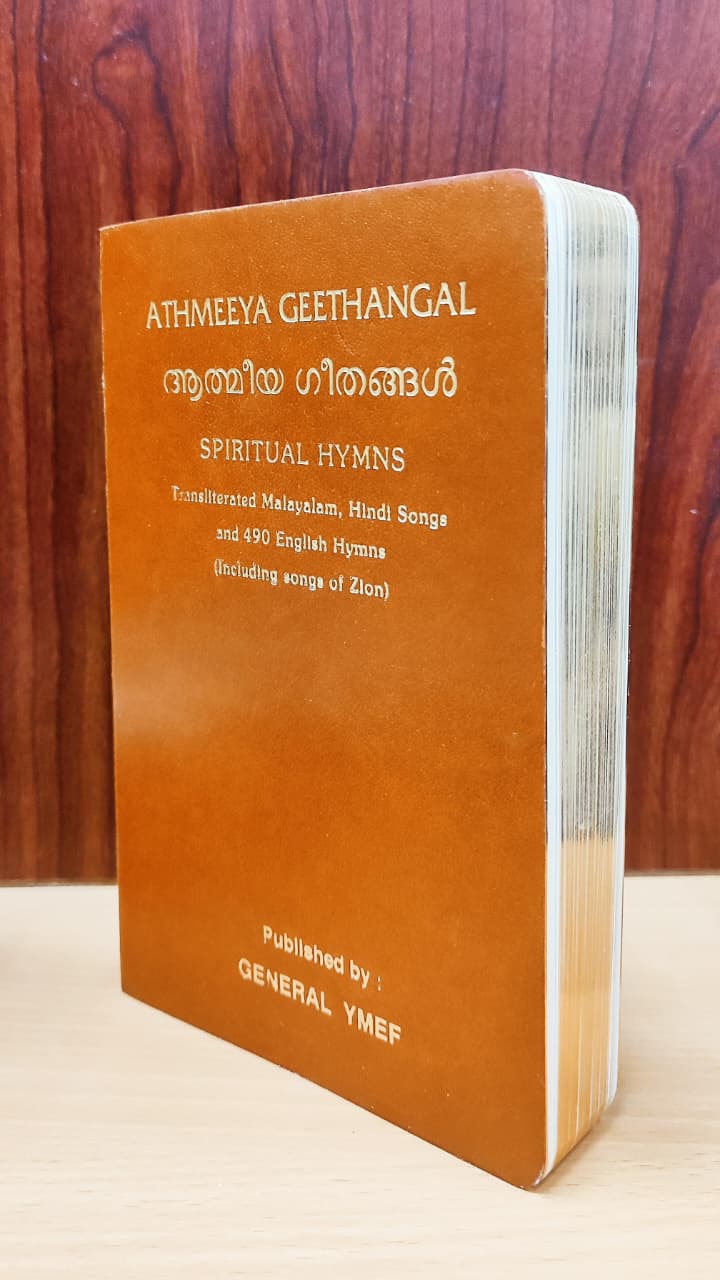 ATHMEEYA GEETHANGAL
ആത്മീയ ഗീതങ്ങൾ
SPIRITUAL HYMNS
Transliterated Malayalam, Hindi Songs
and 490 English Hymns
(Including songs of Zion)
Published by :
GENERAL YMEF